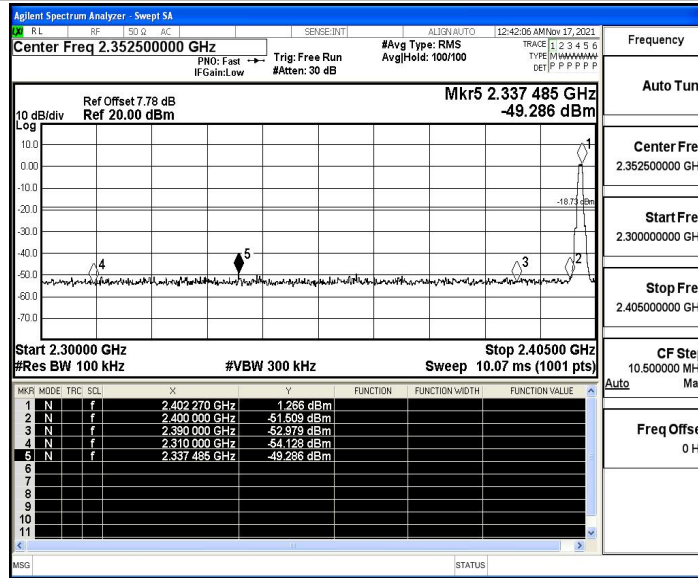 Agilent Spectrum Analyzer - Swept SA
RL RF 50 Ω AC SENSE:INT ALIGN AUTO 12:42:06 AM Nov 17, 2021
Center Freq 2.352500000 GHz
PNO: Fast
IFGain:Low
Trig: Free Run
#Atten: 30 dB
#Avg Type: RMS
Avg|Hold: 100/100
TRACE 1 2 3 4 5 6
TYPE M WWWWW
DET P P P P P P
Frequency
Auto Tun
Center Fre
2.352500000 GH
Start Fre
2.300000000 GH
Stop Fre
2.405000000 GH
CF Step
10.500000 MH
Auto Ma
Freq Offse
0 H
Ref Offset 7.78 dB
10 dB/div Ref 20.00 dBm
Log
Mkr5 2.337 485 GHz
-49.286 dBm
10.0
0.00
-10.0
-20.0
-30.0
-40.0
-50.0
-60.0
-70.0
-18.73 dBm
1
2
3
4
5
Start 2.30000 GHz Stop 2.40500 GHz
#Res BW 100 kHz #VBW 300 kHz Sweep 10.07 ms (1001 pts)
MKR MODE TRC SCL X Y FUNCTION FUNCTION WIDTH FUNCTION VALUE
1 N f 2.402 270 GHz 1.266 dBm
2 N f 2.400 000 GHz -51.509 dBm
3 N f 2.390 000 GHz -52.979 dBm
4 N f 2.310 000 GHz -54.128 dBm
5 N f 2.337 485 GHz -49.286 dBm
6
7
8
9
10
11
MSG STATUS